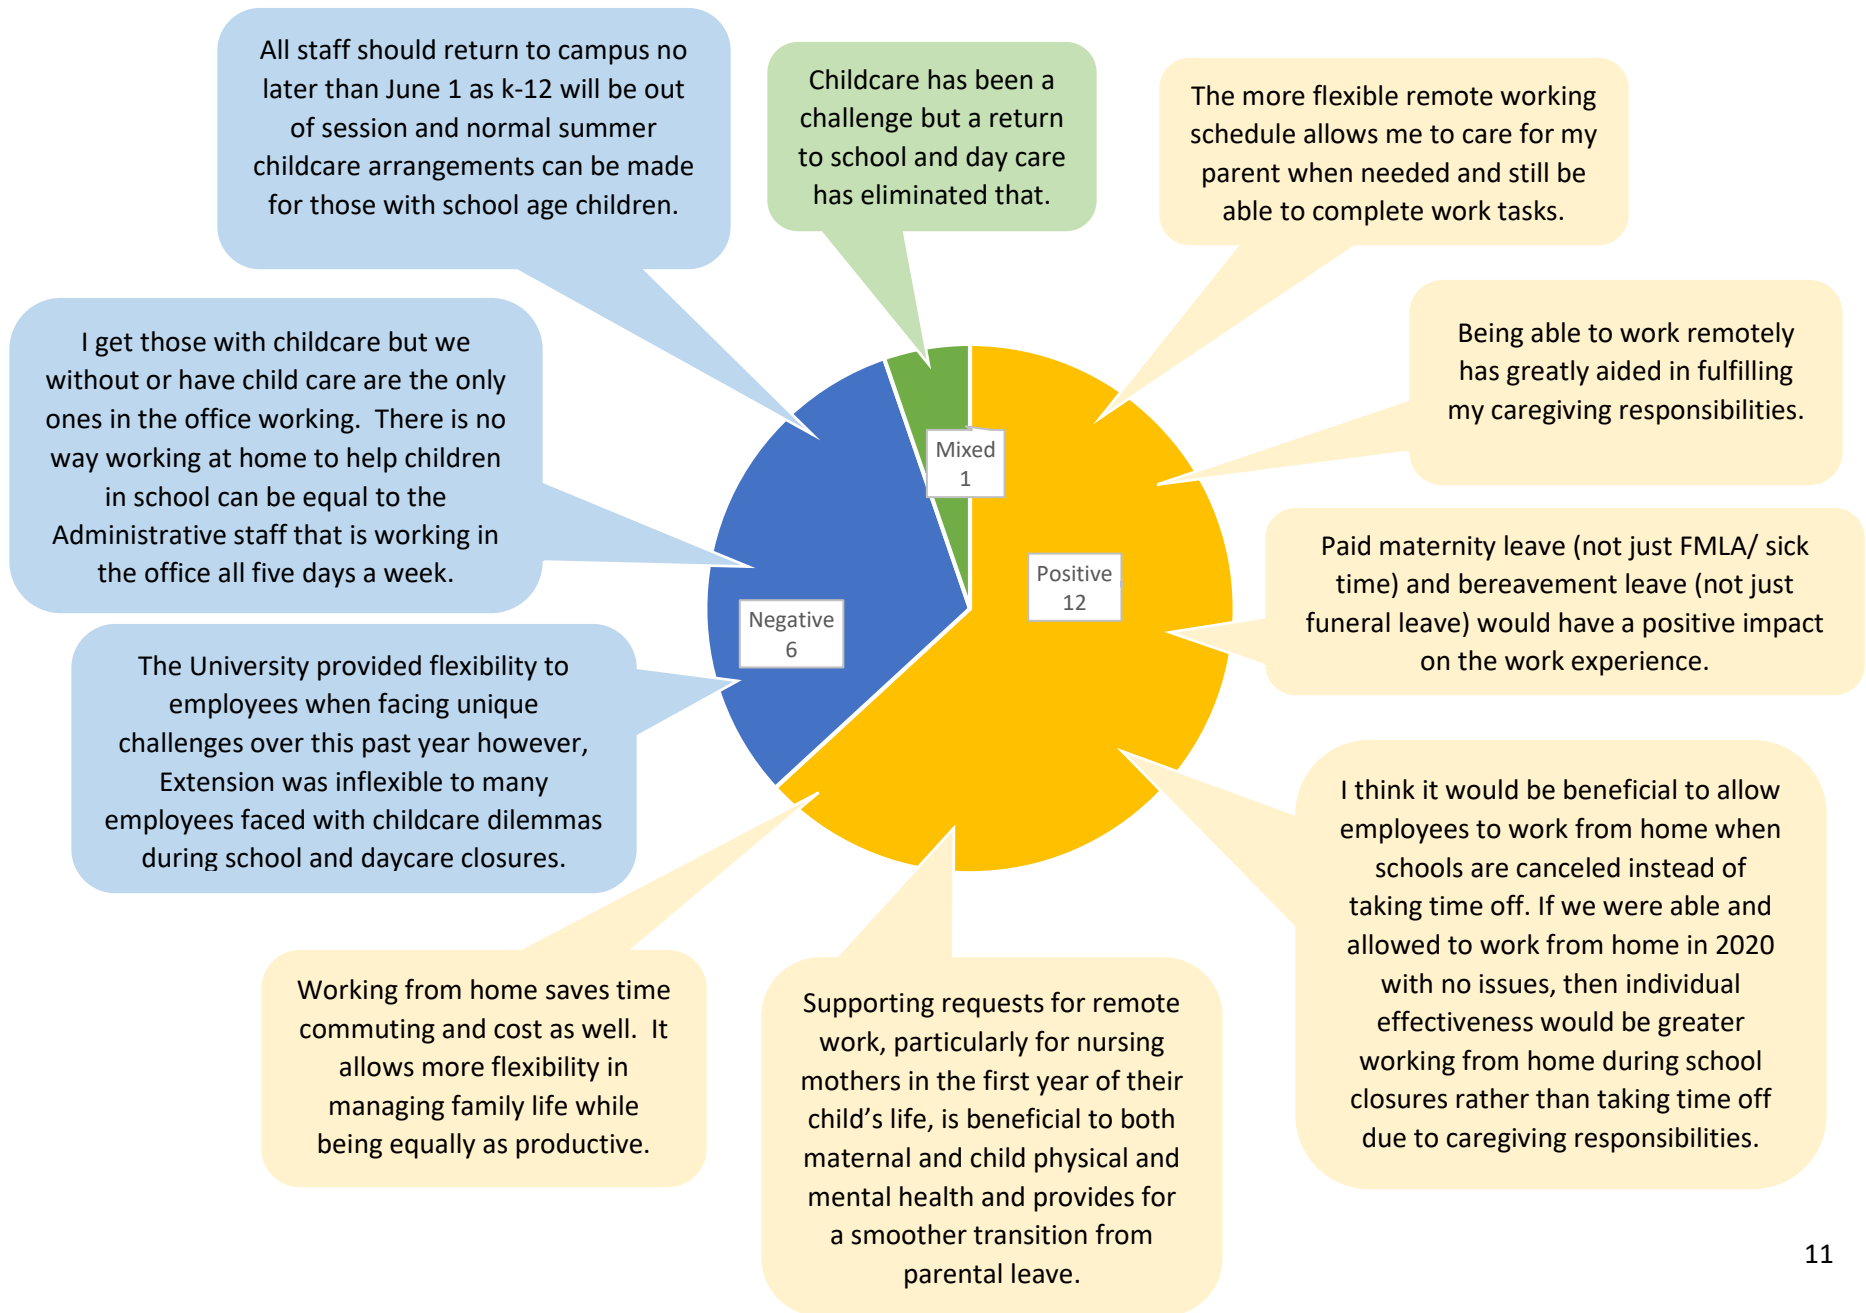 All staff should return to campus no
later than June 1 as k-12 will be out
of session and normal summer
childcare arrangements can be made
for those with school age children.
Childcare has been a
challenge but a return
to school and day care
has eliminated that.
The more flexible remote working
schedule allows me to care for my
parent when needed and still be
able to complete work tasks.
I get those with childcare but we
without or have child care are the only
ones in the office working.  There is no
way working at home to help children
in school can be equal to the
Administrative staff that is working in
the office all five days a week.
Being able to work remotely
has greatly aided in fulfilling
my caregiving responsibilities.
Mixed
1
Positive
12
Negative
6
Paid maternity leave (not just FMLA/ sick
time) and bereavement leave (not just
funeral leave) would have a positive impact
on the work experience.
The University provided flexibility to
employees when facing unique
challenges over this past year however,
Extension was inflexible to many
employees faced with childcare dilemmas
during school and daycare closures.
I think it would be beneficial to allow
employees to work from home when
schools are canceled instead of
taking time off. If we were able and
allowed to work from home in 2020
with no issues, then individual
effectiveness would be greater
working from home during school
closures rather than taking time off
due to caregiving responsibilities.
Working from home saves time
commuting and cost as well.  It
allows more flexibility in
managing family life while
being equally as productive.
Supporting requests for remote
work, particularly for nursing
mothers in the first year of their
child’s life, is beneficial to both
maternal and child physical and
mental health and provides for
a smoother transition from
parental leave.
11